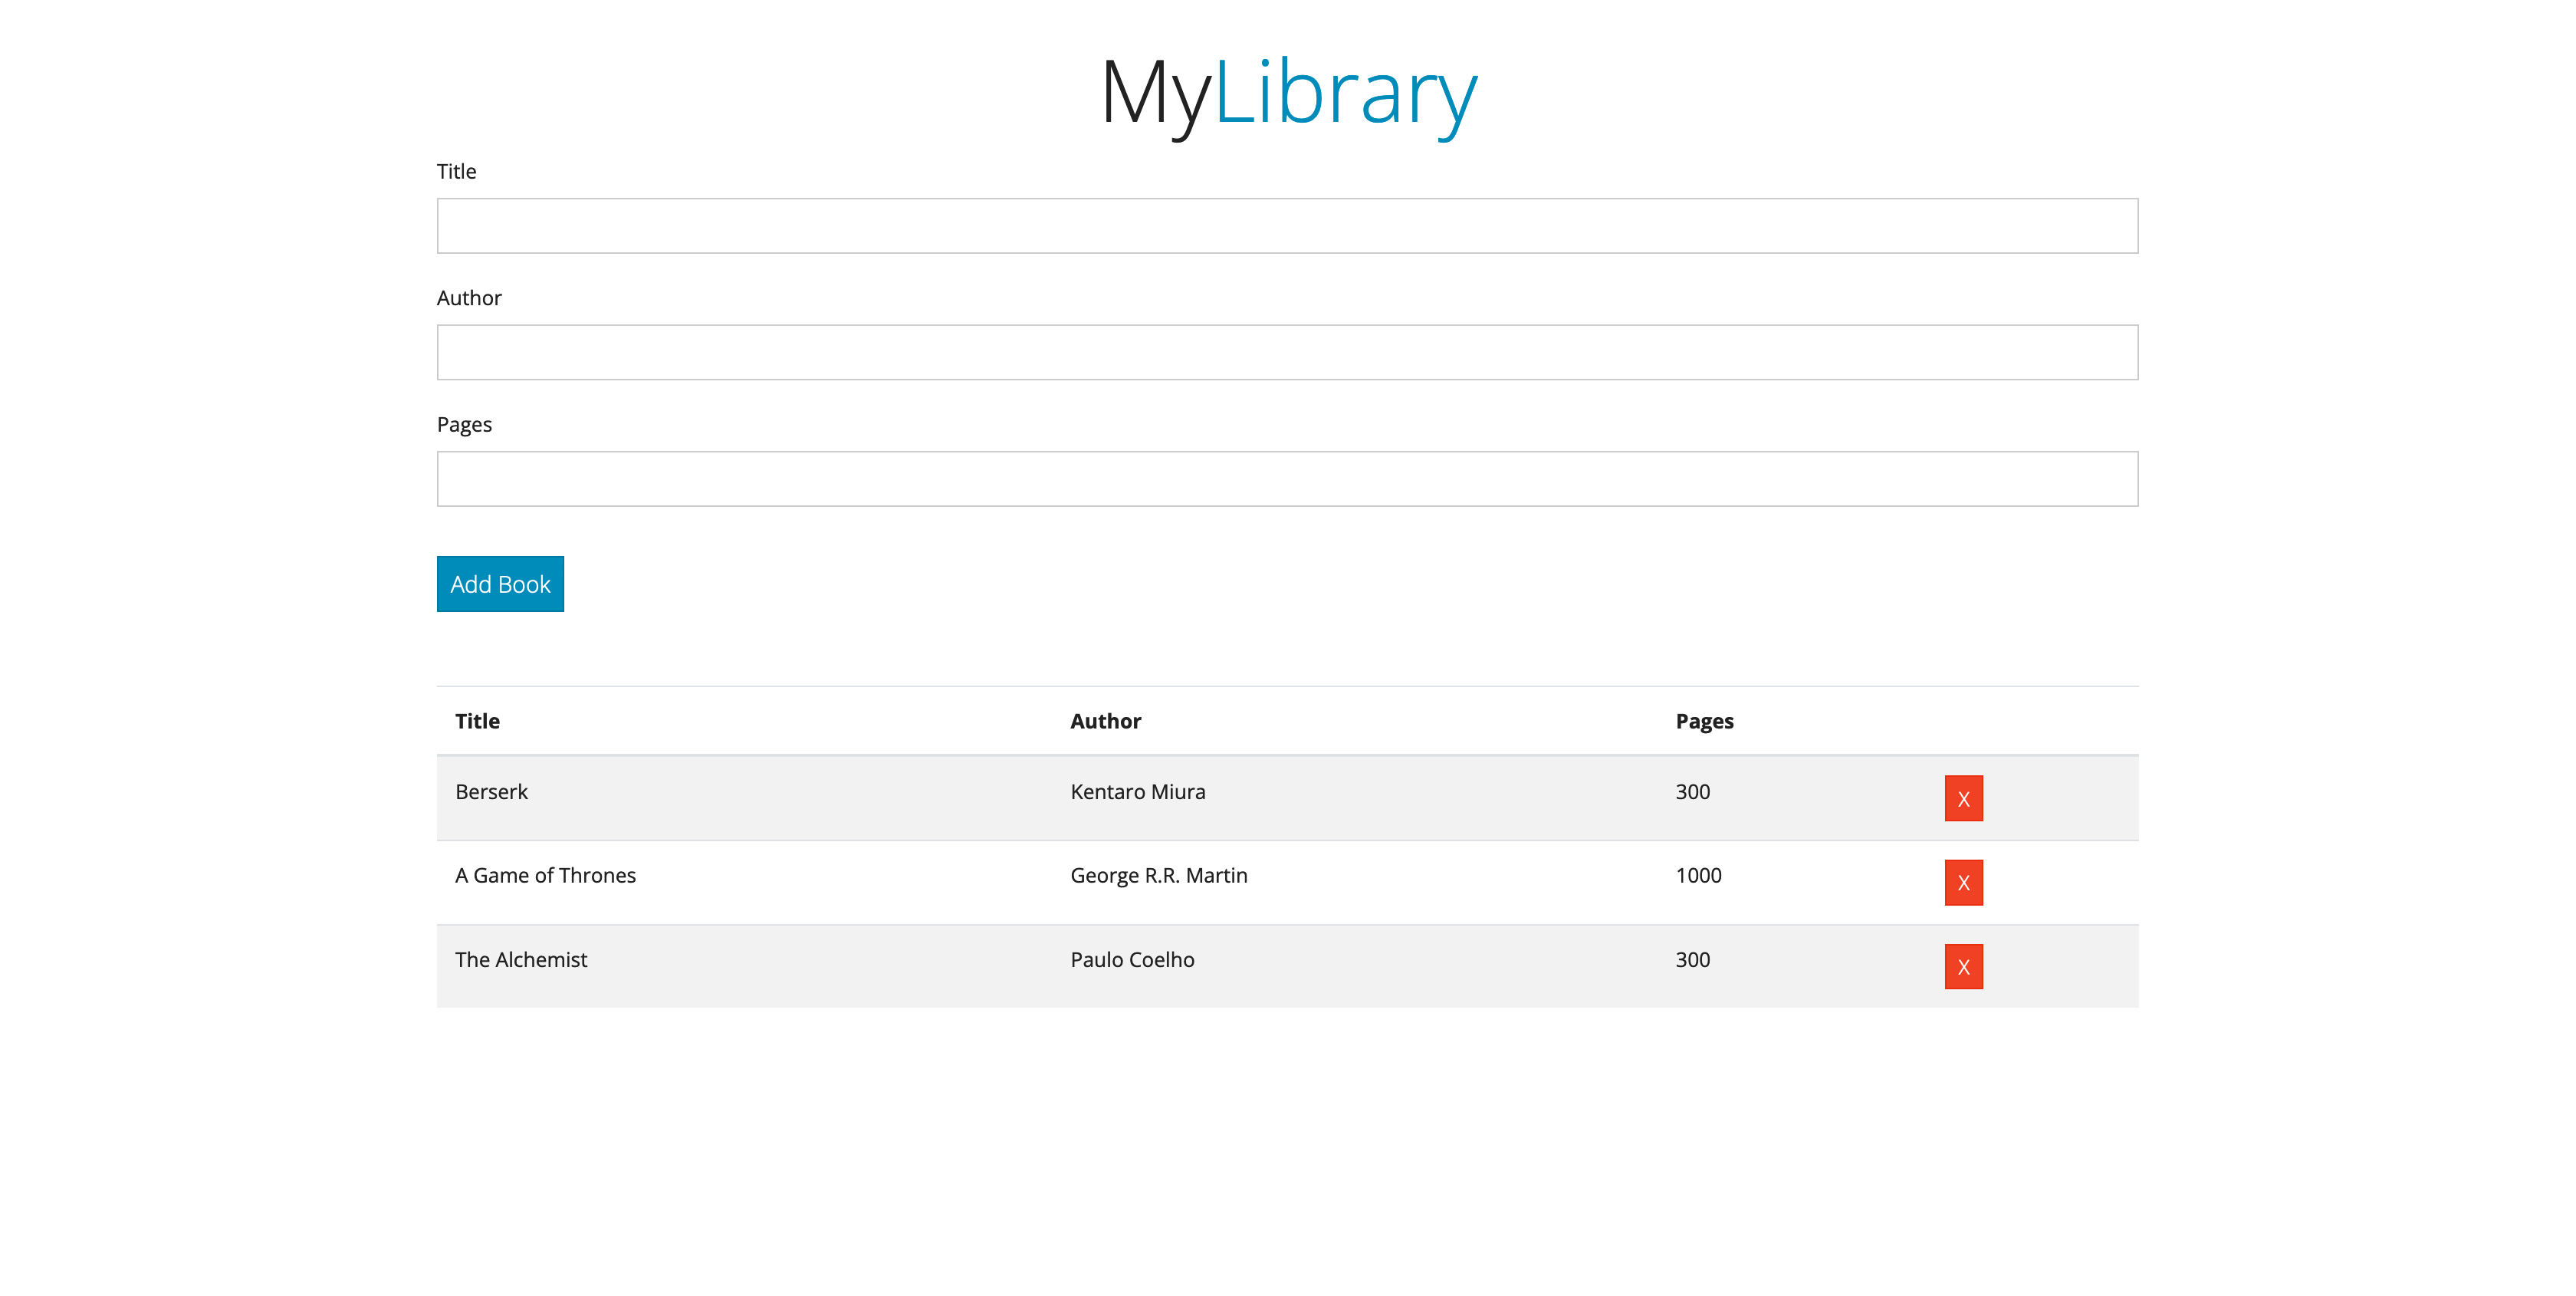 MyLibrary
Title
Author
Pages
Add Book
Title Author Pages
Berserk Kentaro Miura 300 X
A Game of Thrones George R.R. Martin 1000 X
The Alchemist Paulo Coelho 300 X